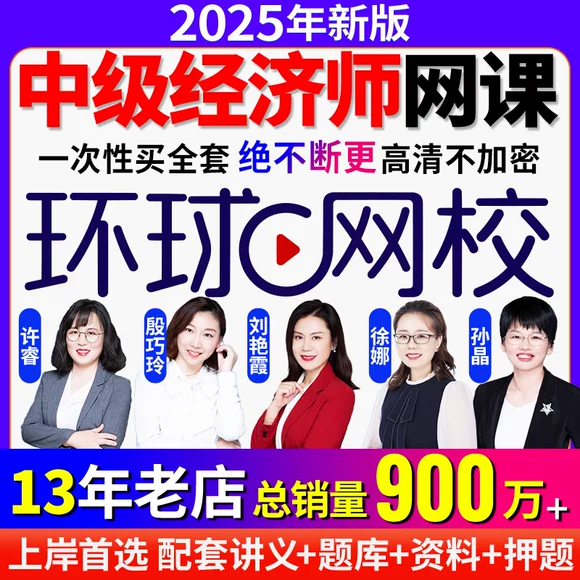 2025年新版
中级经济师网课
一次性买全套 绝不断更 高清不加密
环球网校
许睿
殷巧玲
刘艳霞
徐娜
孙晶
13年老店 总销量 900万+
上岸首选 配套讲义+题库+资料+押题